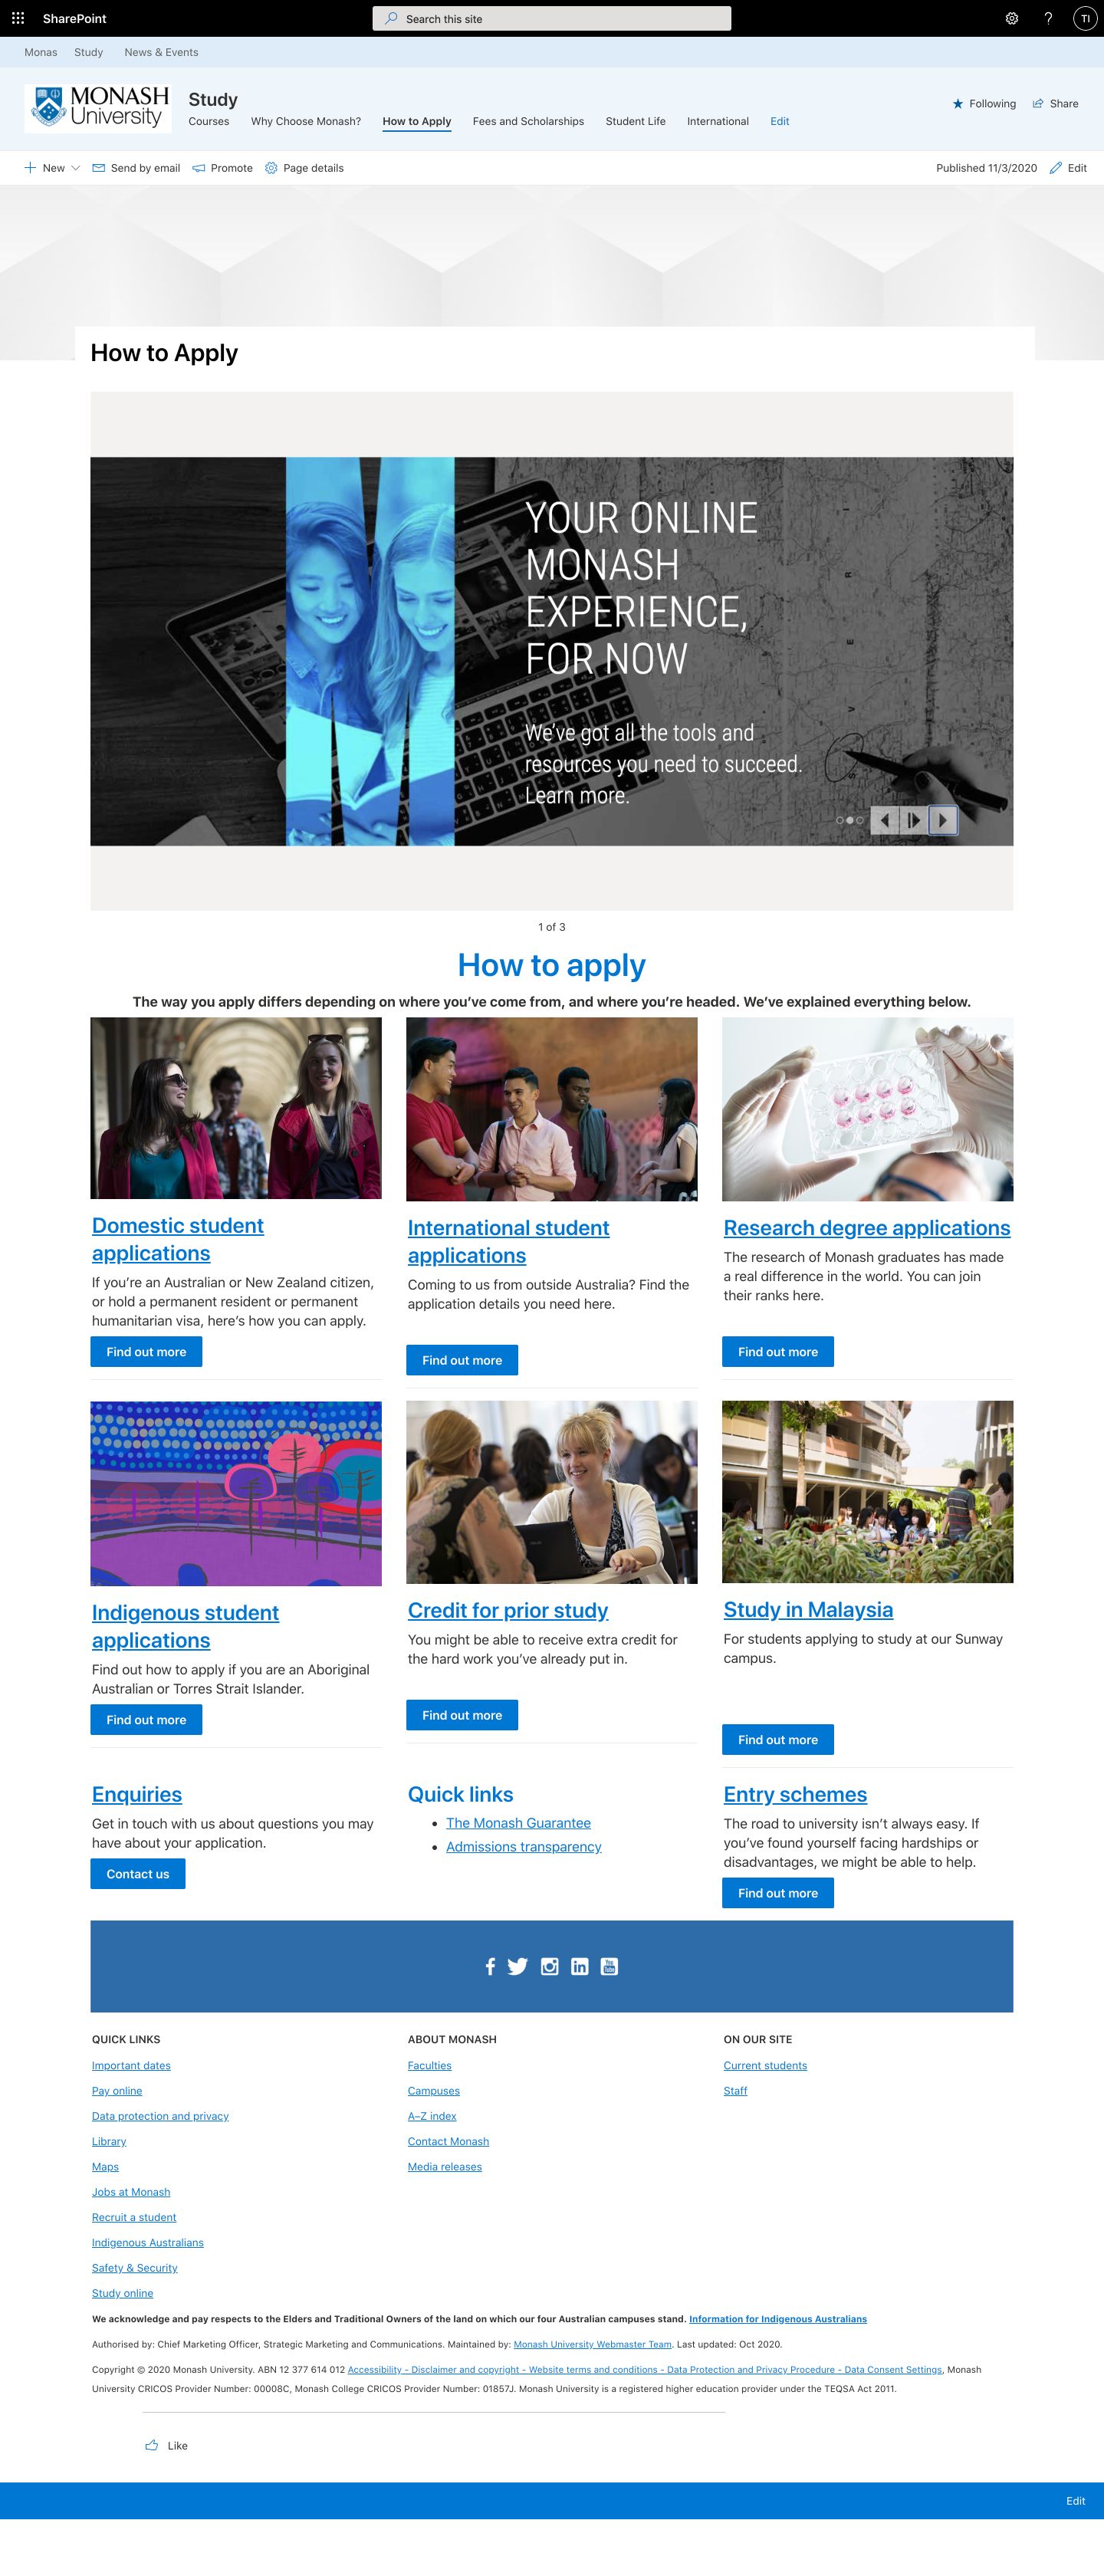 SharePoint
Search this site
?
TI
Monas Study News & Events
MONASH
University
Study
Following Share
Courses Why Choose Monash? How to Apply Fees and Scholarships Student Life International Edit
New Send by email Promote Page details Published 11/3/2020 Edit
How to Apply
YOUR ONLINE
MONASH
EXPERIENCE,
FOR NOW
We've got all the tools and
resources you need to succeed.
Learn more.
1 of 3
How to apply
The way you apply differs depending on where you've come from, and where you're headed. We've explained everything below.
Domestic student
applications
If you're an Australian or New Zealand citizen,
or hold a permanent resident or permanent
humanitarian visa, here's how you can apply.
Find out more
International student
applications
Coming to us from outside Australia? Find the
application details you need here.
Find out more
Research degree applications
The research of Monash graduates has made
a real difference in the world. You can join
their ranks here.
Find out more
Indigenous student
applications
Find out how to apply if you are an Aboriginal
Australian or Torres Strait Islander.
Find out more
Credit for prior study
You might be able to receive extra credit for
the hard work you've already put in.
Find out more
Study in Malaysia
For students applying to study at our Sunway
campus.
Find out more
Enquiries
Get in touch with us about questions you may
have about your application.
Contact us
Quick links
• The Monash Guarantee
• Admissions transparency
Entry schemes
The road to university isn't always easy. If
you've found yourself facing hardships or
disadvantages, we might be able to help.
Find out more
QUICK LINKS
Important dates
Pay online
Data protection and privacy
Library
Maps
Jobs at Monash
Recruit a student
Indigenous Australians
Safety & Security
Study online
ABOUT MONASH
Faculties
Campuses
A–Z index
Contact Monash
Media releases
ON OUR SITE
Current students
Staff
We acknowledge and pay respects to the Elders and Traditional Owners of the land on which our four Australian campuses stand. Information for Indigenous Australians
Authorised by: Chief Marketing Officer, Strategic Marketing and Communications. Maintained by: Monash University Webmaster Team. Last updated: Oct 2020.
Copyright © 2020 Monash University. ABN 12 377 614 012 Accessibility - Disclaimer and copyright - Website terms and conditions - Data Protection and Privacy Procedure - Data Consent Settings, Monash
University CRICOS Provider Number: 00008C, Monash College CRICOS Provider Number: 01857J. Monash University is a registered higher education provider under the TEQSA Act 2011.
Like
Edit